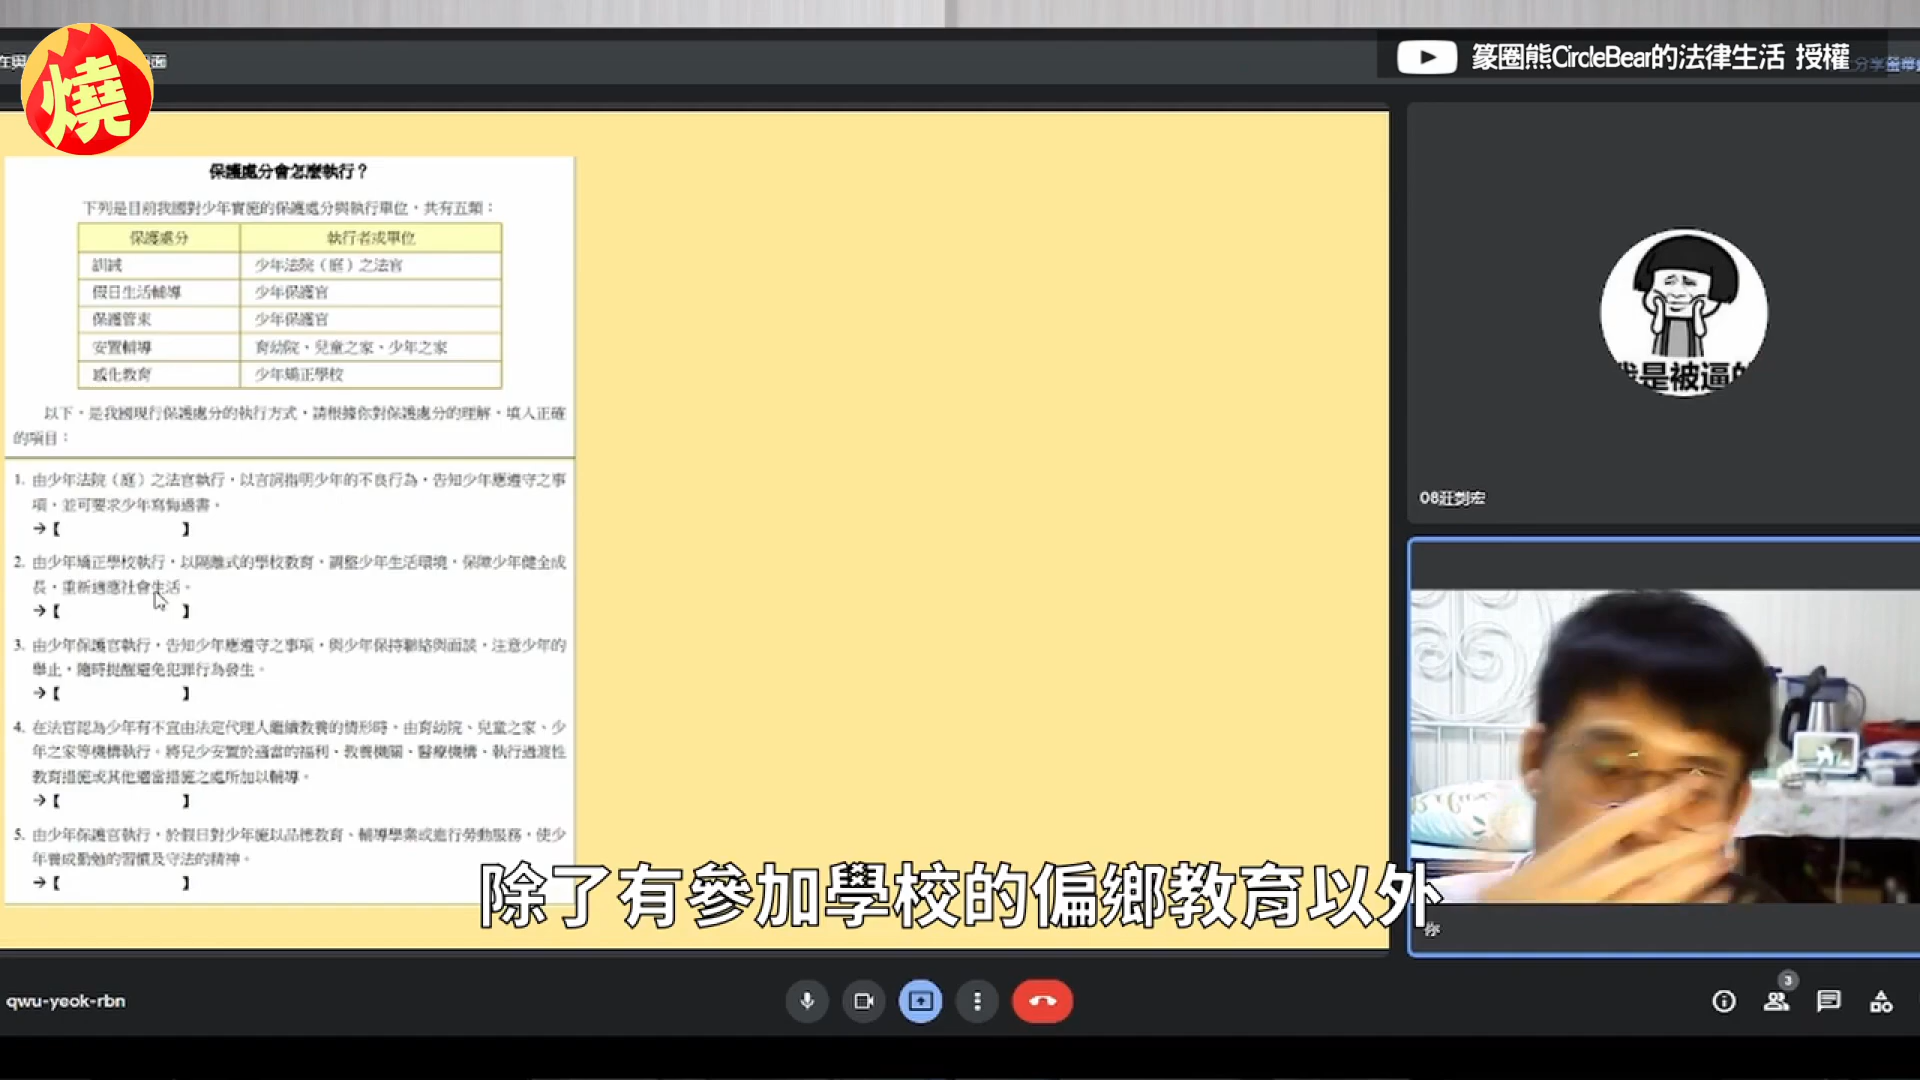 燒
篆圈熊CircleBear的法律生活 授權
保護處分會怎麼執行？
下列是目前我國對少年實施的保護處分與執行單位，共有五類：
保護處分 執行者或單位
訓誡 少年法院（庭）之法官
假日生活輔導 少年保護官
保護管束 少年保護官
安置輔導 育幼院、兒童之家、少年之家
感化教育 少年矯正學校
以下，是我國現行保護處分的執行方式，請根據你對保護處分的理解，填入正確
的項目：
1. 由少年法院（庭）之法官執行，以言詞指明少年的不良行為，告知少年應遵守之事
項，並可要求少年寫悔過書。
→【 】
2. 由少年矯正學校執行，以隔離式的學校教育，調整少年生活環境，保障少年健全成
長，重新適應社會生活。
→【 】
3. 由少年保護官執行，告知少年應遵守之事項，與少年保持聯絡與面談，注意少年的
舉止，隨時提醒避免犯罪行為發生。
→【 】
4. 在法官認為少年有不宜由法定代理人繼續教養的情形時，由育幼院、兒童之家、少
年之家等機構執行。將兒少安置於適當的福利、教養機關、醫療機構、執行過渡性
教育措施或其他適當措施之處所加以輔導。
→【 】
5. 由少年保護官執行，於假日對少年施以品德教育、輔導學業或進行勞動服務，使少
年養成勤勉的習慣及守法的精神。
→【 】
我是被逼的
08莊
你
除了有參加學校的偏鄉教育以外
qwu-yeok-rbn
3